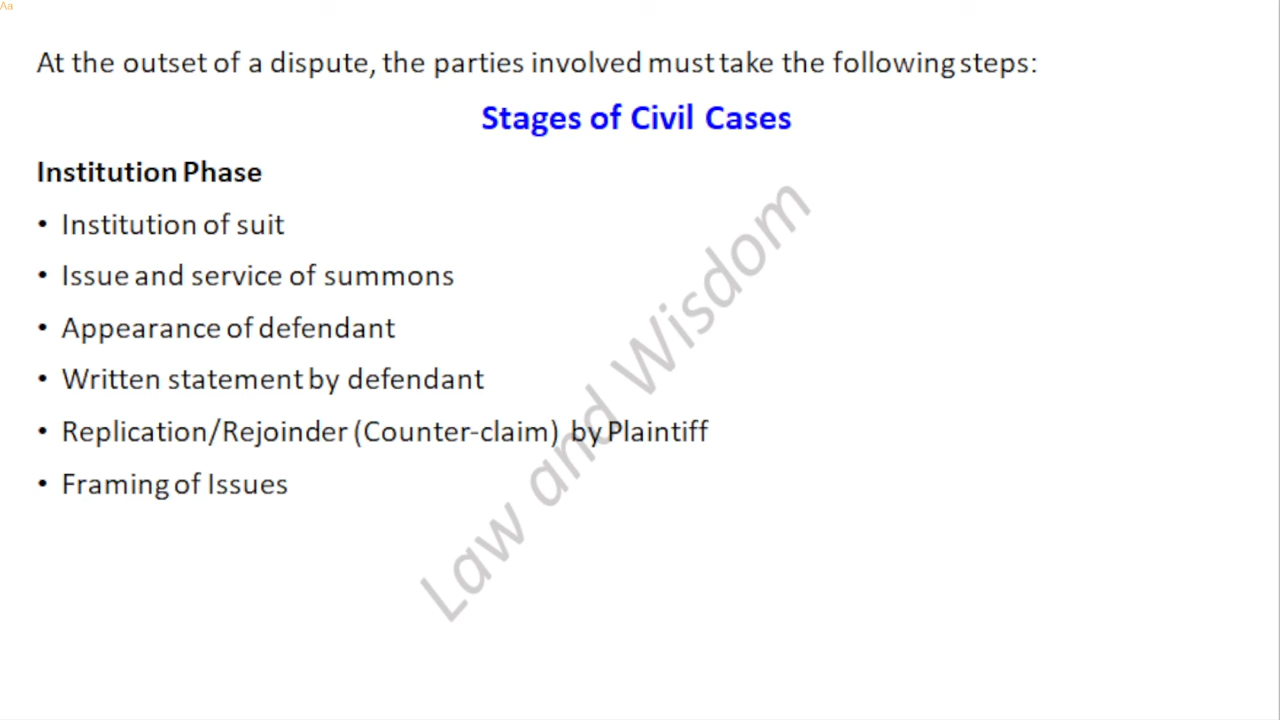 Aa
At the outset of a dispute, the parties involved must take the following steps:
Stages of Civil Cases
Institution Phase
• Institution of suit
• Issue and service of summons
• Appearance of defendant
• Written statement by defendant
• Replication/Rejoinder (Counter-claim) by Plaintiff
• Framing of Issues
Law and Wisdom